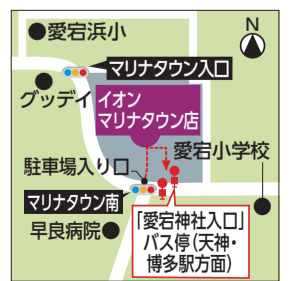 ●愛宕浜小
N
マリナタウン入口
グッデイ
イオン
マリナタウン店
愛宕小学校
駐車場入り口
マリナタウン南
早良病院●
「愛宕神社入口」
バス停(天神・
博多駅方面)